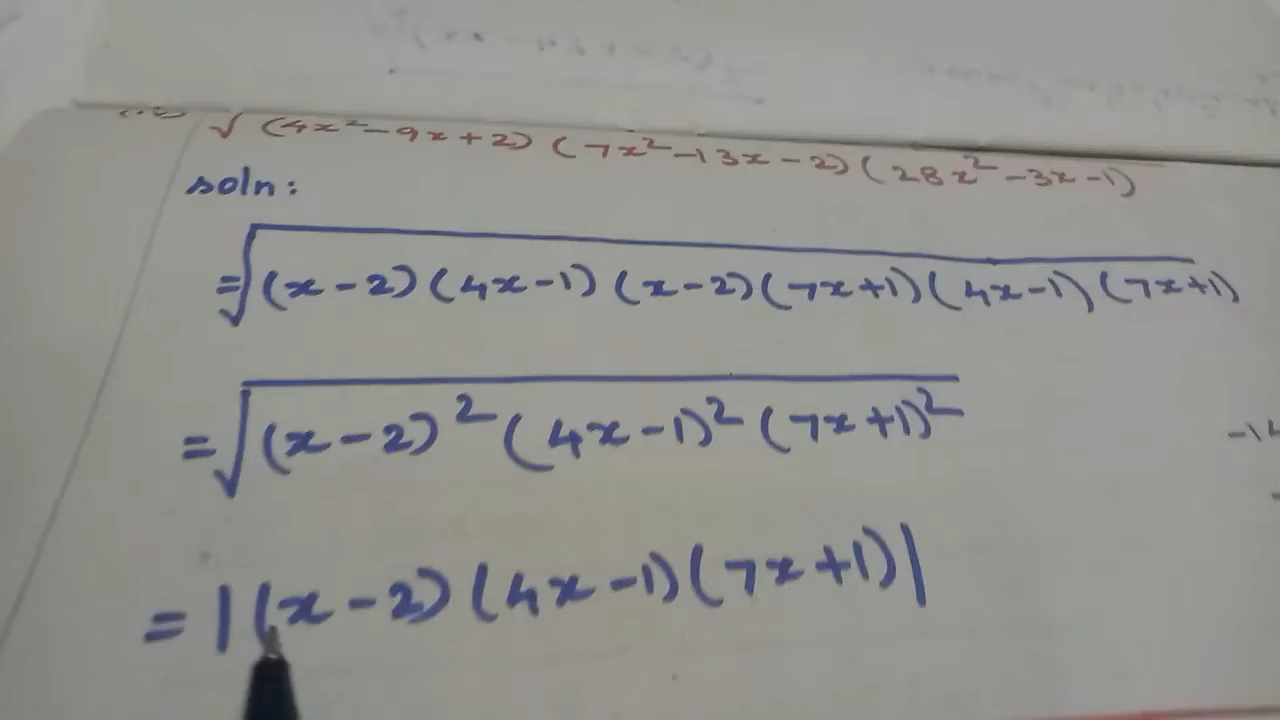 √(4x²-9x+2)(7x²-13x-2)(28x²-3x-1)
soln:
=√(x-2)(4x-1)(x-2)(7x+1)(4x-1)(7x+1)
=√(x-2)²(4x-1)²(7x+1)²
-14
=|(x-2)(4x-1)(7x+1)|